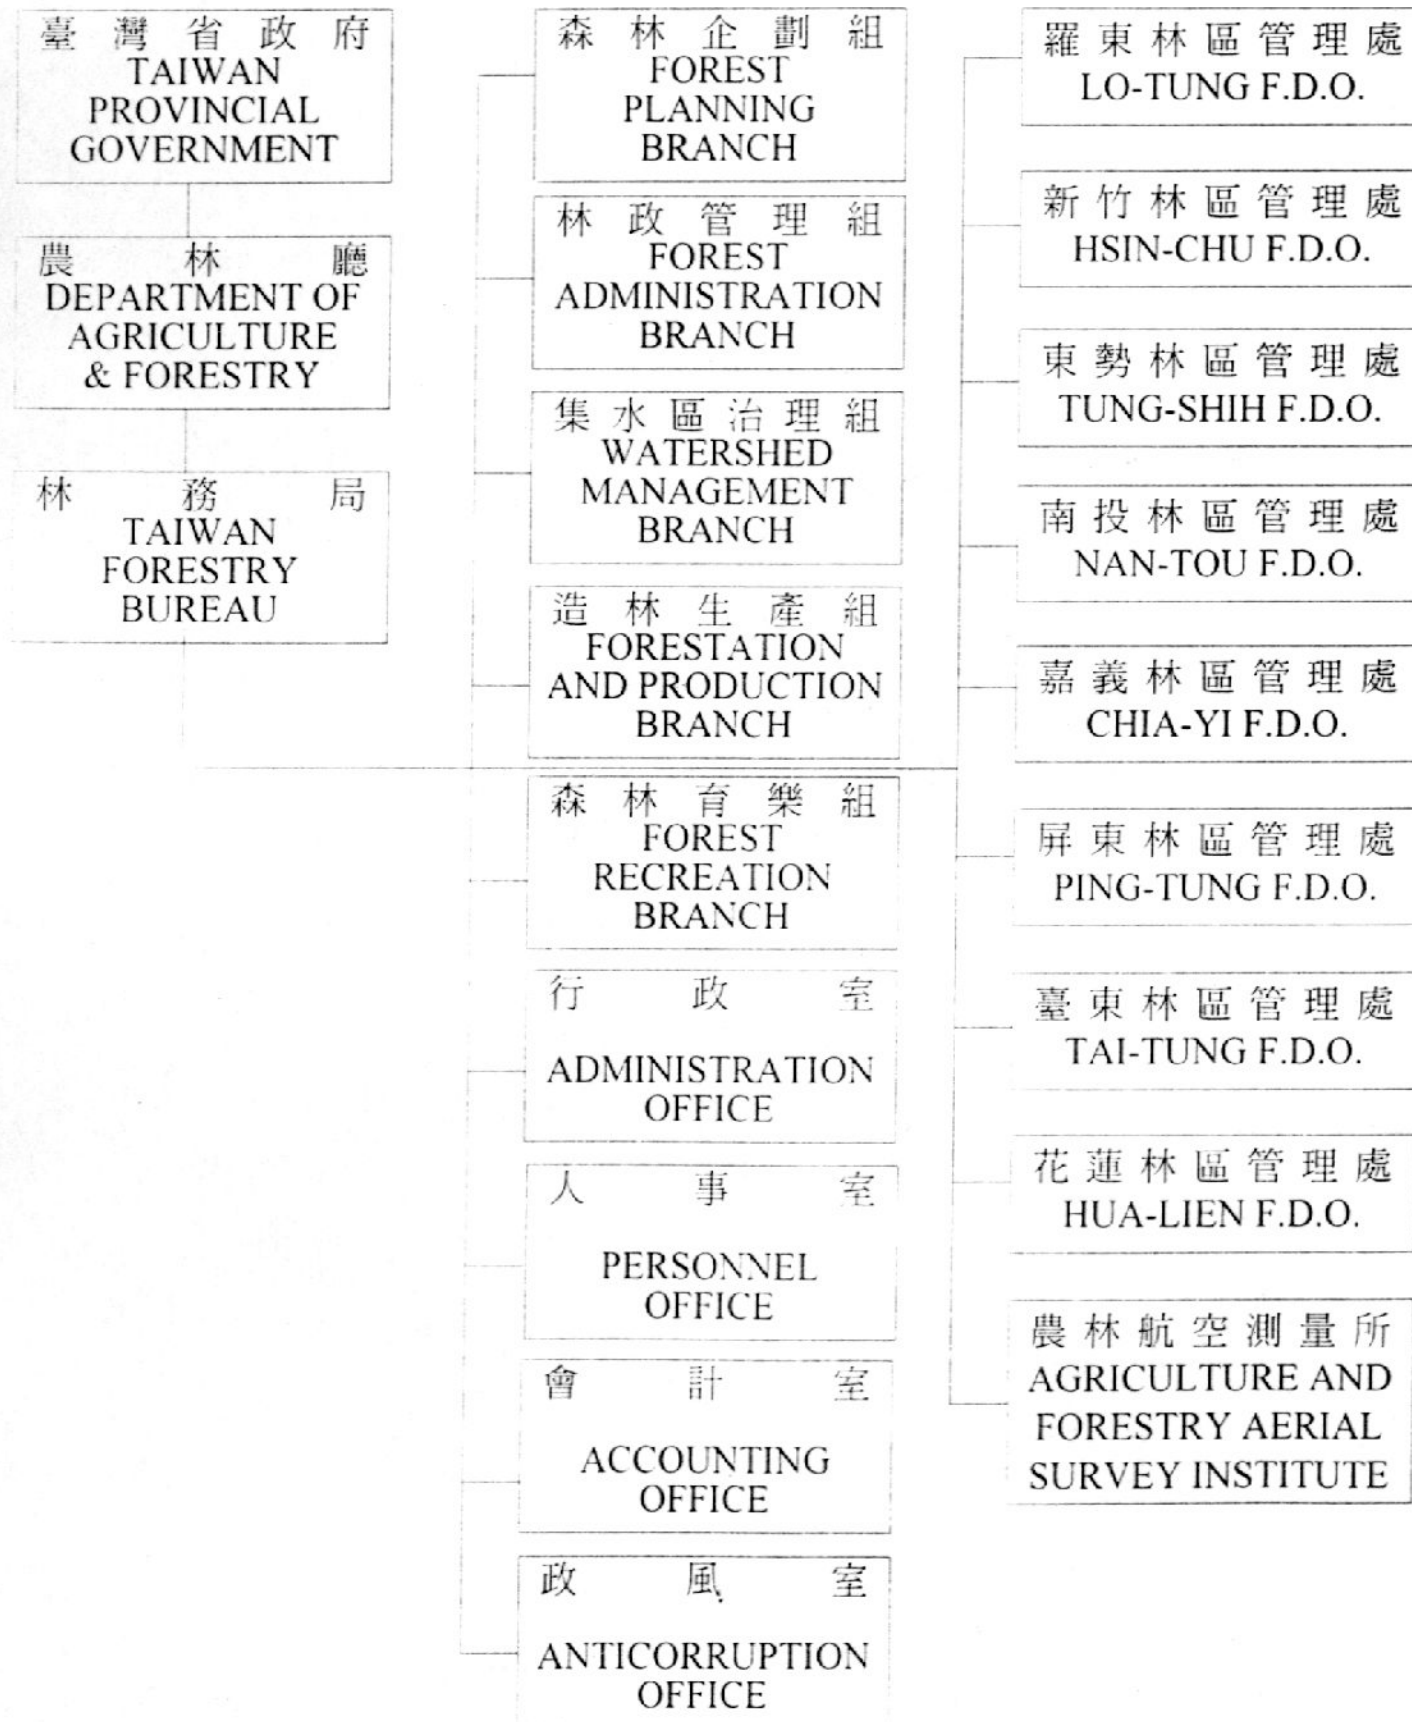 臺灣省政府
TAIWAN
PROVINCIAL
GOVERNMENT
農林廳
DEPARTMENT OF
AGRICULTURE
& FORESTRY
林務局
TAIWAN
FORESTRY
BUREAU
森林企劃組
FOREST
PLANNING
BRANCH
林政管理組
FOREST
ADMINISTRATION
BRANCH
集水區治理組
WATERSHED
MANAGEMENT
BRANCH
造林生產組
FORESTATION
AND PRODUCTION
BRANCH
森林育樂組
FOREST
RECREATION
BRANCH
行政室
ADMINISTRATION
OFFICE
人事室
PERSONNEL
OFFICE
會計室
ACCOUNTING
OFFICE
政風室
ANTICORRUPTION
OFFICE
羅東林區管理處
LO-TUNG F.D.O.
新竹林區管理處
HSIN-CHU F.D.O.
東勢林區管理處
TUNG-SHIH F.D.O.
南投林區管理處
NAN-TOU F.D.O.
嘉義林區管理處
CHIA-YI F.D.O.
屏東林區管理處
PING-TUNG F.D.O.
臺東林區管理處
TAI-TUNG F.D.O.
花蓮林區管理處
HUA-LIEN F.D.O.
農林航空測量所
AGRICULTURE AND
FORESTRY AERIAL
SURVEY INSTITUTE